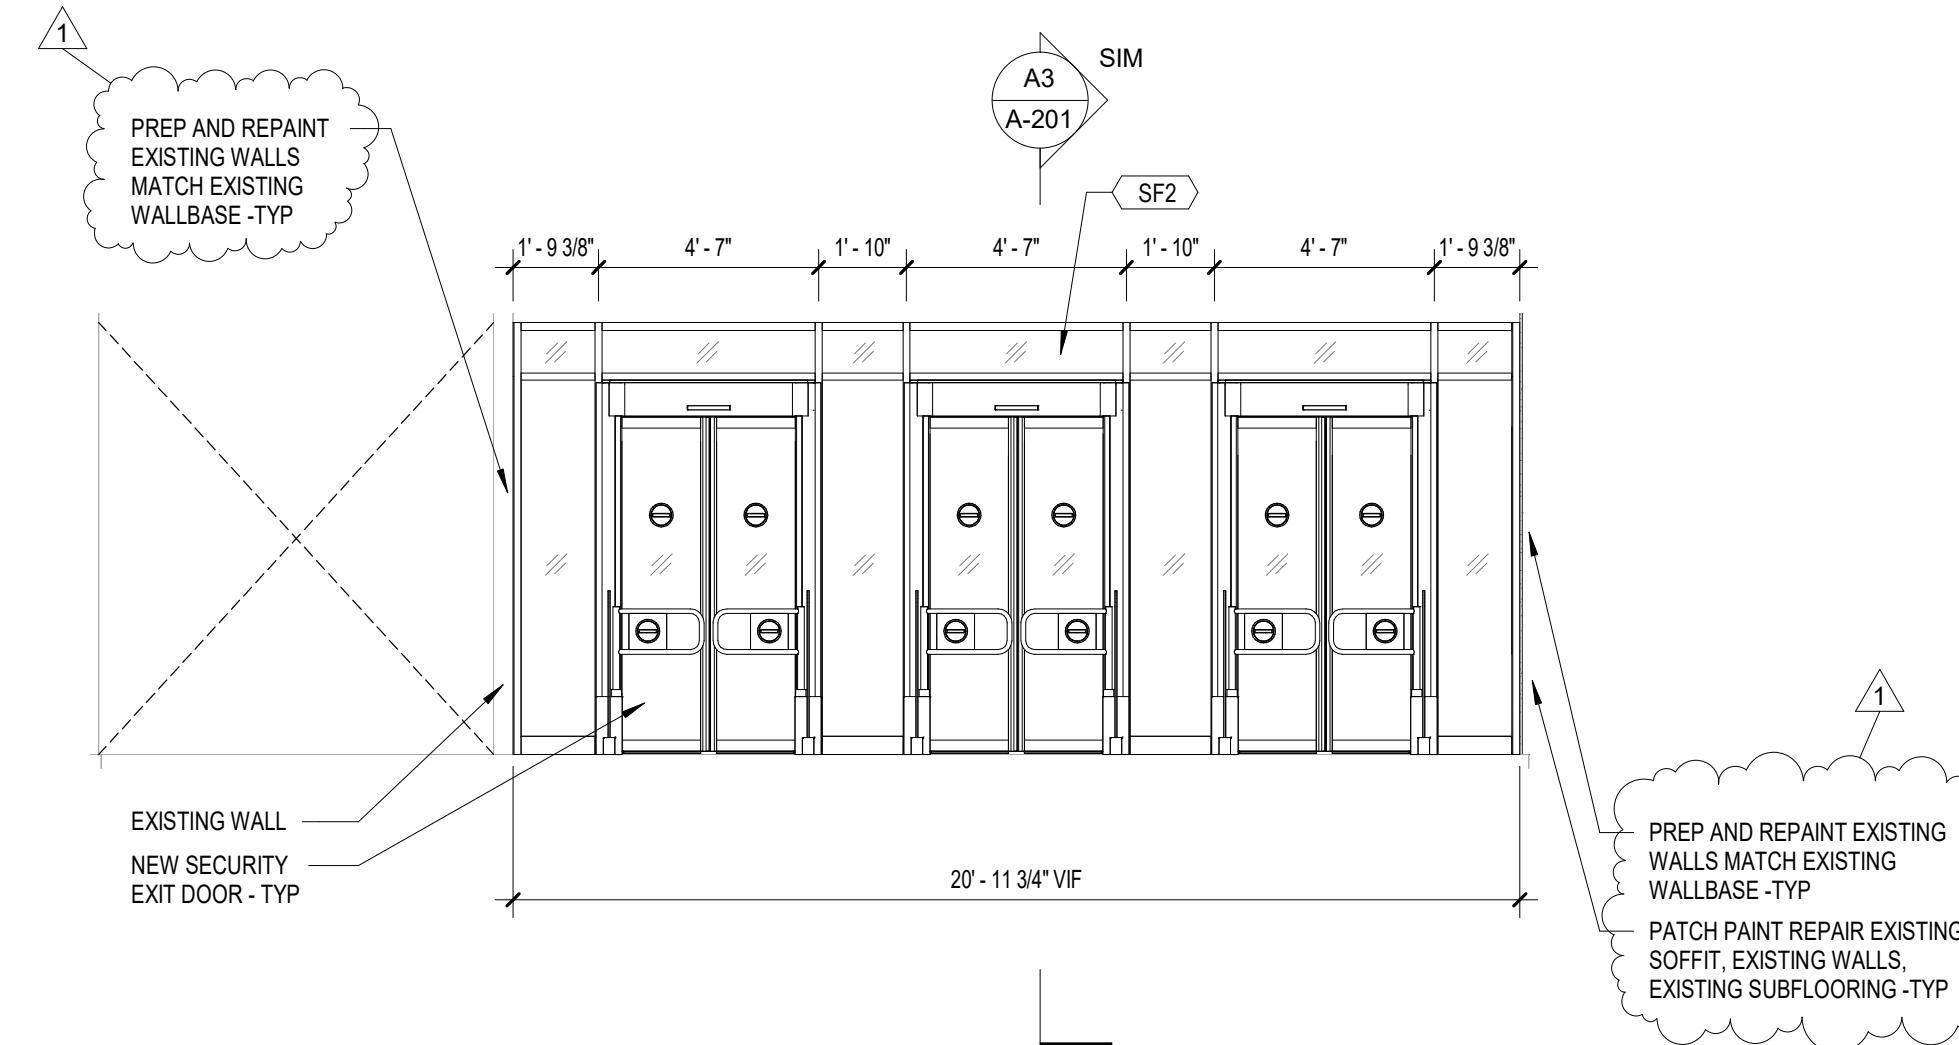 1
PREP AND REPAINT
EXISTING WALLS
MATCH EXISTING
WALLBASE -TYP
A3
A-201
SIM
SF2
1' - 9 3/8"
4' - 7"
1' - 10"
4' - 7"
1' - 10"
4' - 7"
1' - 9 3/8"
EXISTING WALL
NEW SECURITY
EXIT DOOR - TYP
20' - 11 3/4" VIF
1
PREP AND REPAINT EXISTING
WALLS MATCH EXISTING
WALLBASE -TYP
PATCH PAINT REPAIR EXISTING
SOFFIT, EXISTING WALLS,
EXISTING SUBFLOORING -TYP